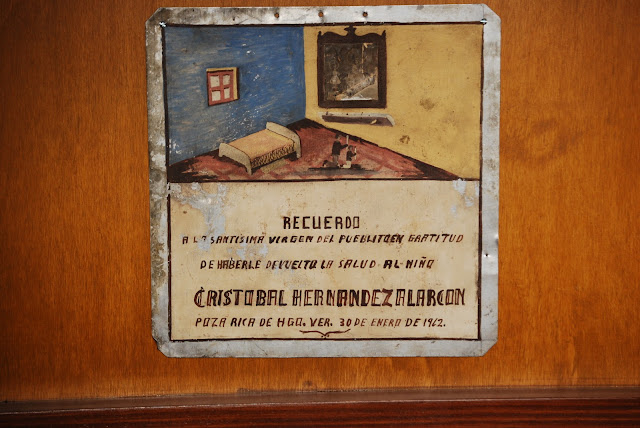 RECUERDO
A LA SANTISIMA VIRGEN DEL PUEBLITO EN GRATITUD
DE HABERLE DEVUELTO LA SALUD AL NIÑO
CRISTOBAL HERNANDEZ ALARCON
POZA RICA DE HGO. VER. 30 DE ENERO DE 1962.